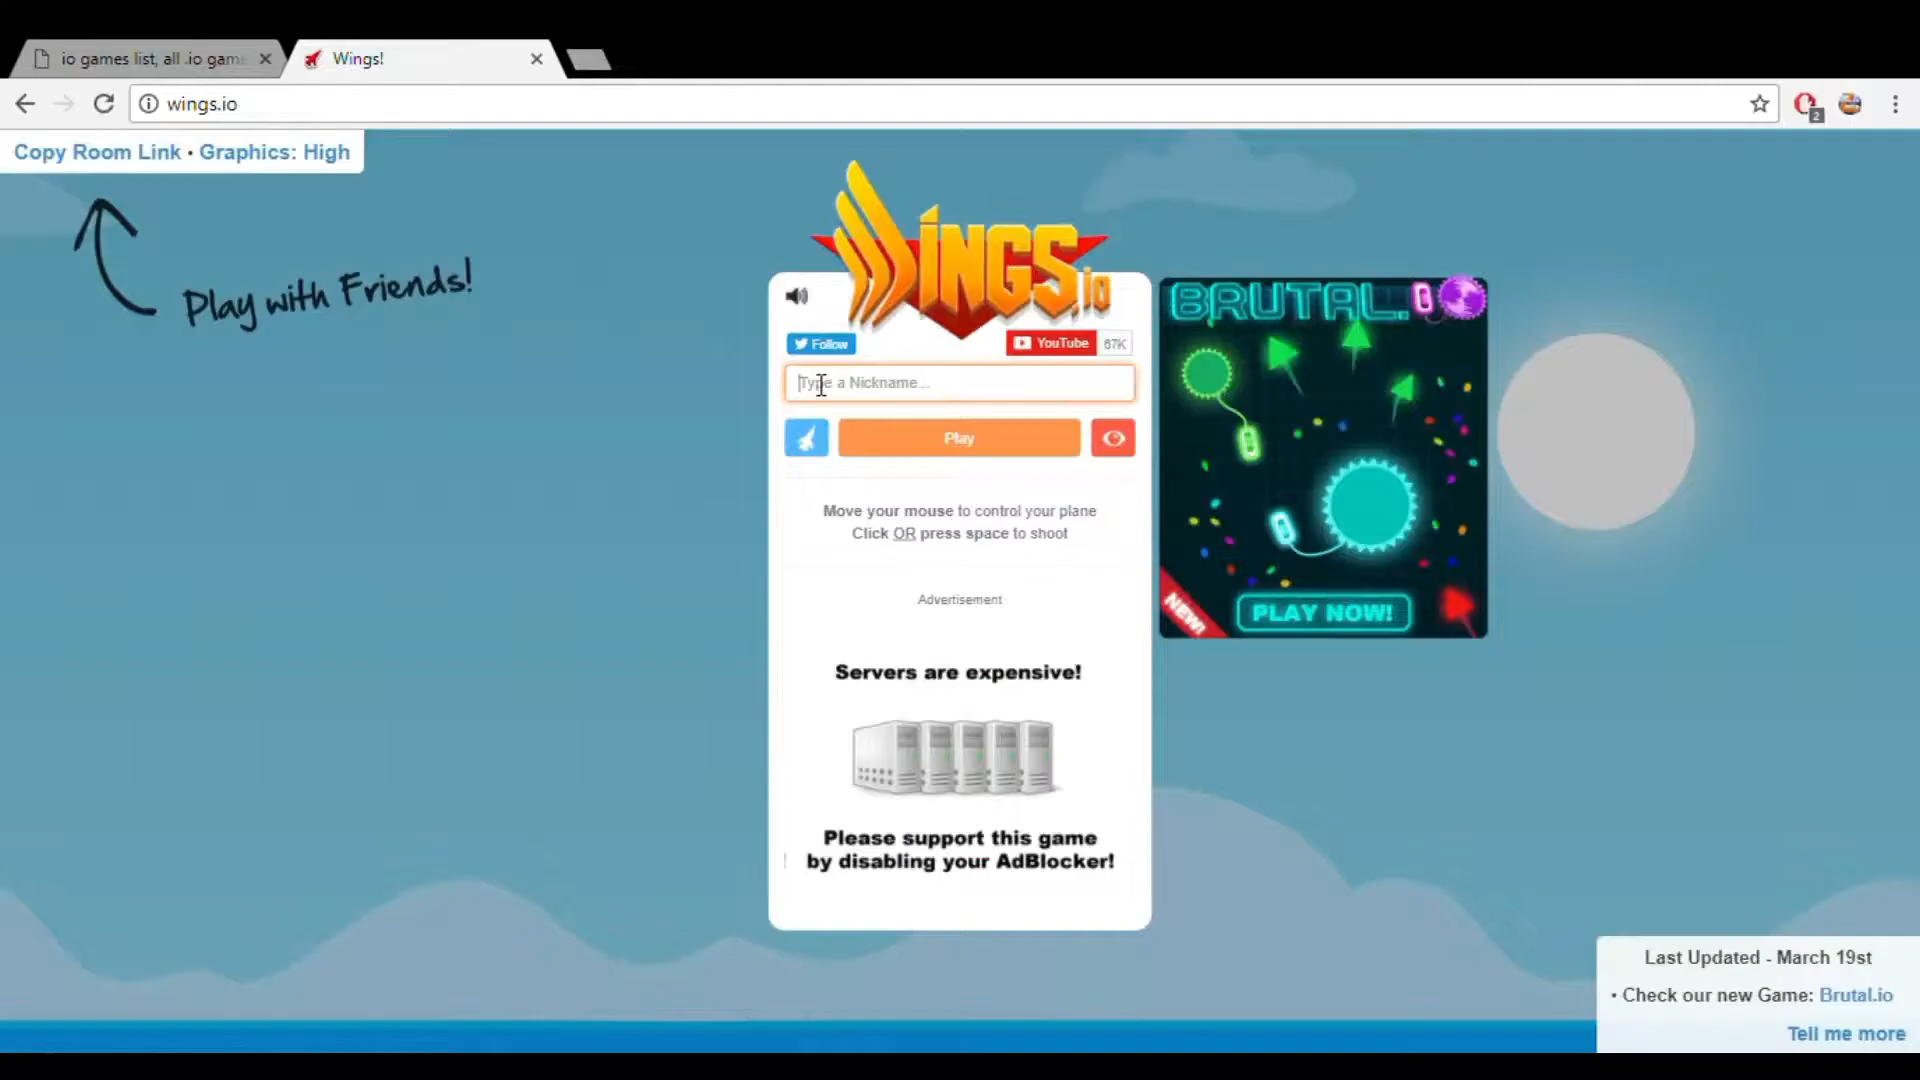 io games list, all .io gam
Wings!
wings.io
2
Copy Room Link • Graphics: High
Play with Friends!
WiNGS.io
Follow
YouTube 67K
Type a Nickname...
Play
Move your mouse to control your plane
Click OR press space to shoot
Advertisement
Servers are expensive!
Please support this game
by disabling your AdBlocker!
BRUTAL.io
NEW!
PLAY NOW!
Last Updated - March 19st
• Check our new Game: Brutal.io
Tell me more